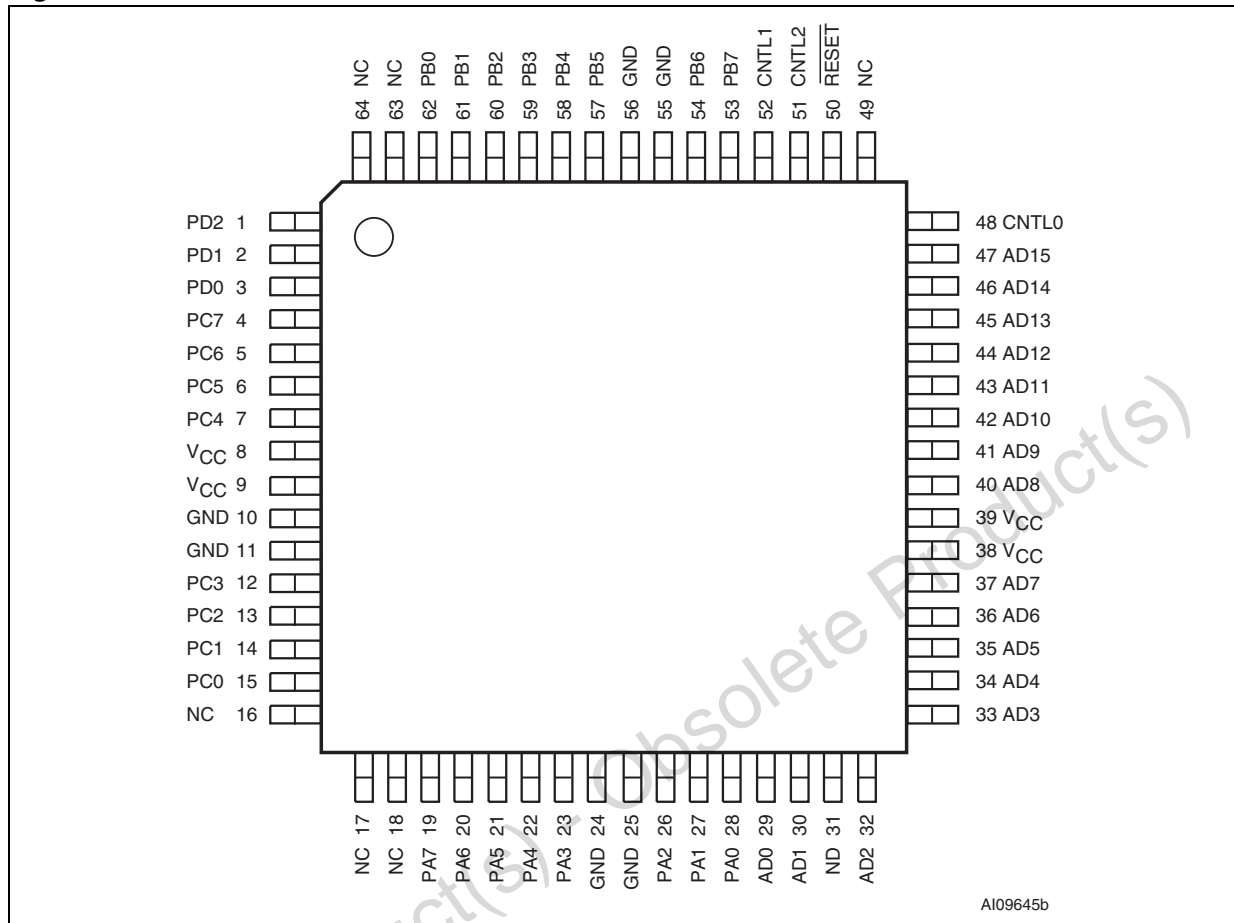 64 NC
63 NC
62 PB0
61 PB1
60 PB2
59 PB3
58 PB4
57 PB5
56 GND
55 GND
54 PB6
53 PB7
52 CNTL1
51 CNTL2
50 RESET
49 NC
PD2 1
PD1 2
PD0 3
PC7 4
PC6 5
PC5 6
PC4 7
VCC 8
VCC 9
GND 10
GND 11
PC3 12
PC2 13
PC1 14
PC0 15
NC 16
48 CNTL0
47 AD15
46 AD14
45 AD13
44 AD12
43 AD11
42 AD10
41 AD9
40 AD8
39 VCC
38 VCC
37 AD7
36 AD6
35 AD5
34 AD4
33 AD3
NC 17
NC 18
PA7 19
PA6 20
PA5 21
PA4 22
PA3 23
GND 24
GND 25
PA2 26
PA1 27
PA0 28
AD0 29
AD1 30
ND 31
AD2 32
AI09645b
uct(s) - Obsolete Product(s)